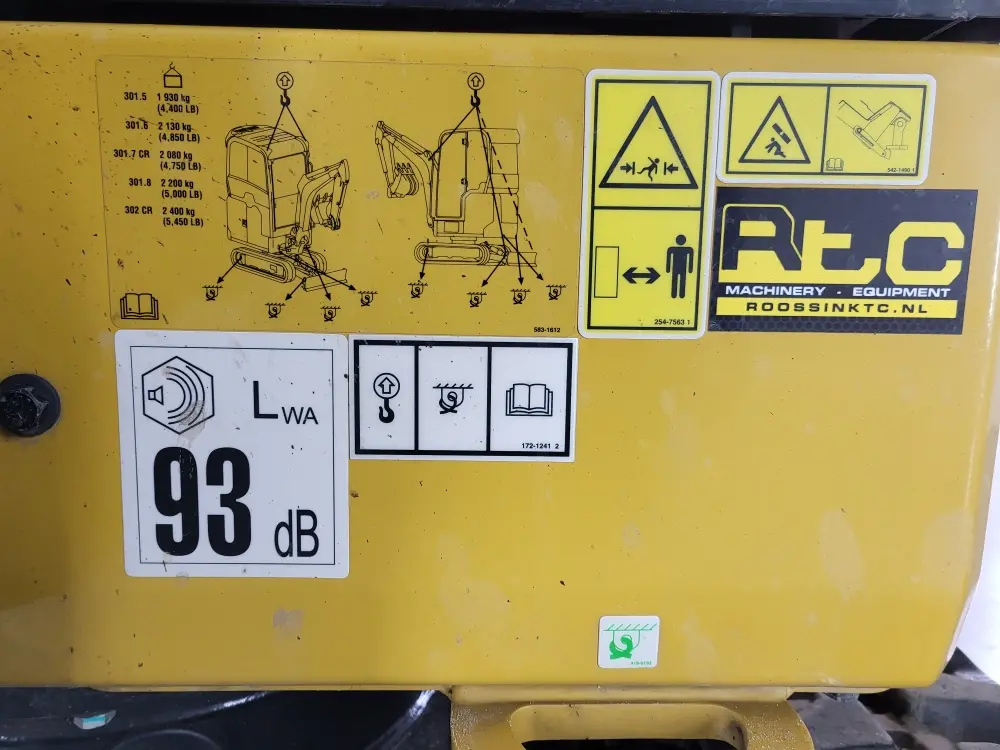 301.5 1 930 kg
(4,400 LB)
301.6 2 130 kg
(4,850 LB)
301.7 CR 2 080 kg
(4,750 LB)
301.8 2 200 kg
(5,000 LB)
302 CR 2 400 kg
(5,450 LB)
583-1612
254-7563 1
542-1490 1
RtC
MACHINERY - EQUIPMENT
ROOSSINKTC.NL
LWA
93 dB
172-1241 2